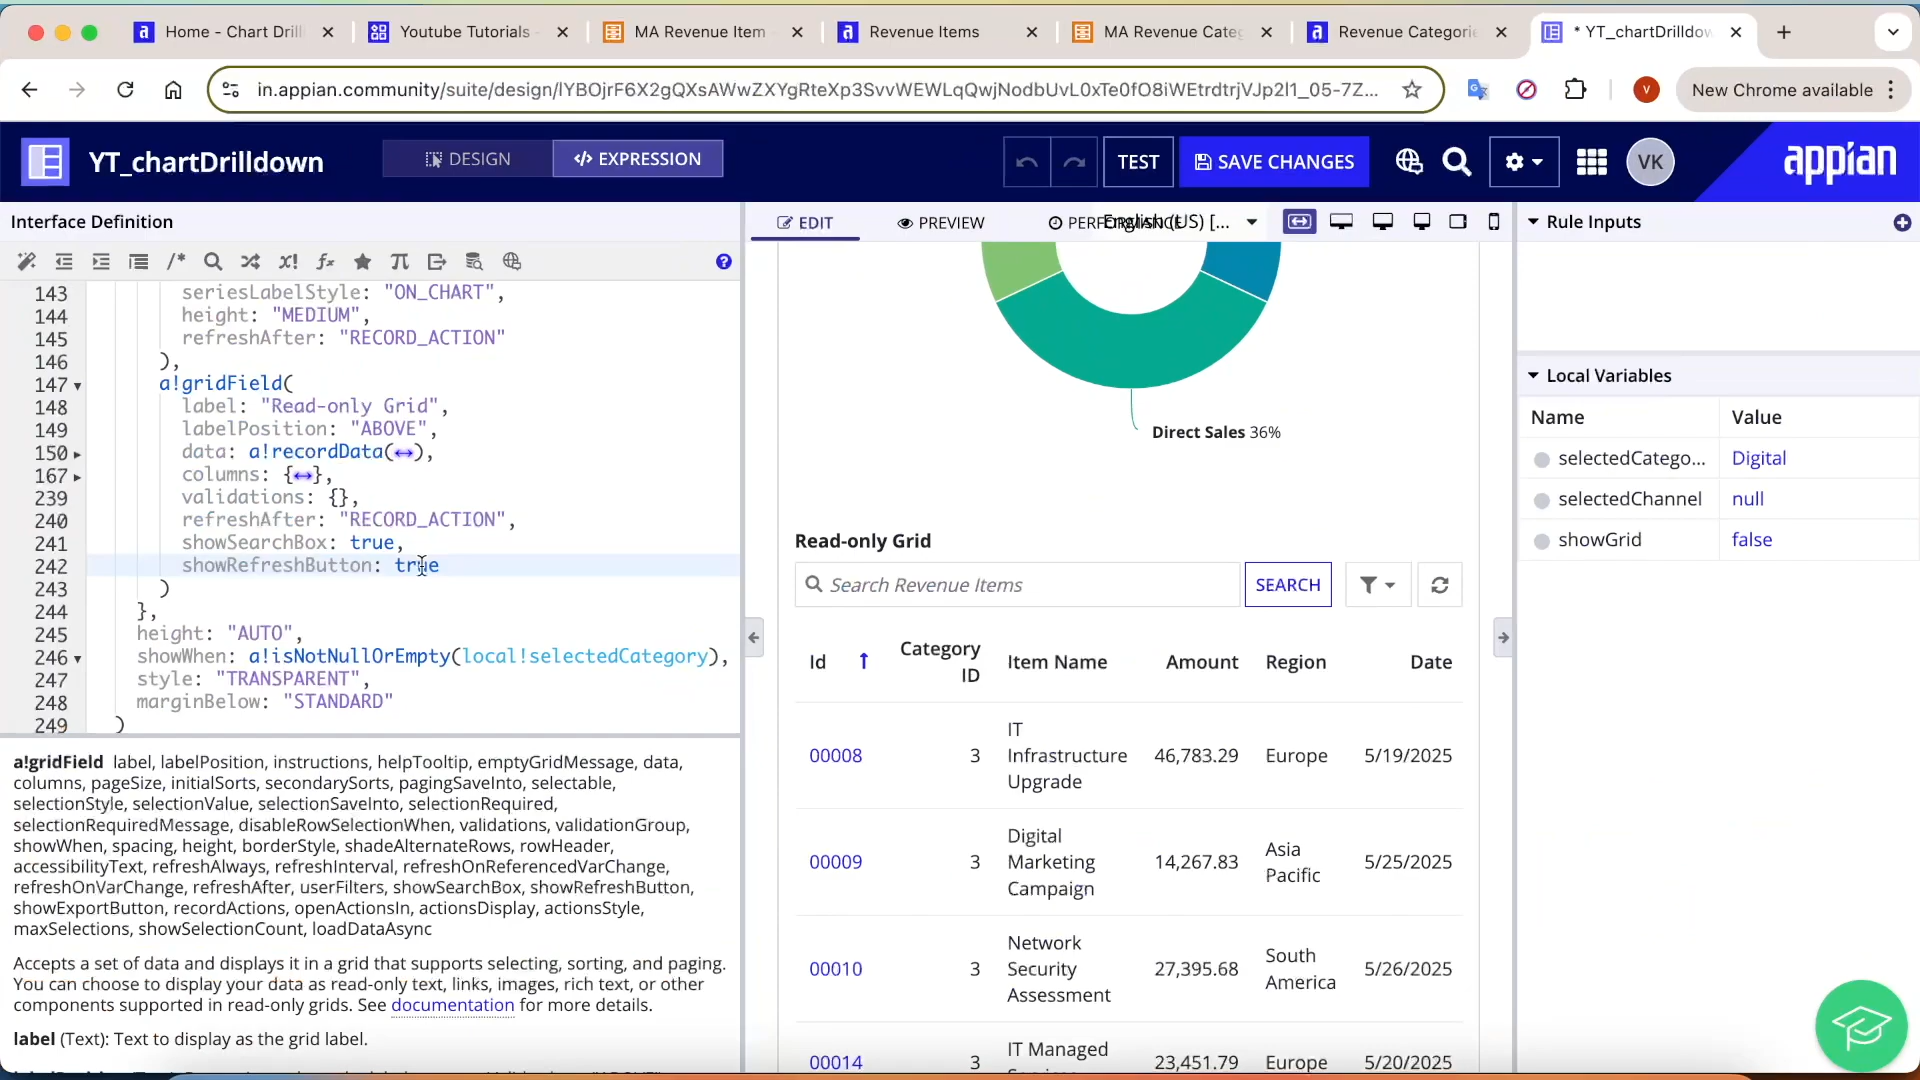 Home - Chart Drill
Youtube Tutorials -
MA Revenue Item
Revenue Items
MA Revenue Categ
Revenue Categori
* YT_chartDrilldow
in.appian.community/suite/design/lYBOjrF6X2gQXsAWwZXYgRteXp3SvvWEWLqQwjNodbUvL0xTe0fO8iWEtrdtrjVJp2l1_05-7Z...
V
New Chrome available
YT_chartDrilldown
DESIGN
EXPRESSION
TEST
SAVE CHANGES
VK
appian
Interface Definition
EDIT
PREVIEW
English (US) [...
Rule Inputs
143 seriesLabelStyle: "ON_CHART",
144 height: "MEDIUM",
145 refreshAfter: "RECORD_ACTION"
146 ),
147 a!gridField(
148 label: "Read-only Grid",
149 labelPosition: "ABOVE",
150 data: a!recordData(↔),
167 columns: {↔},
239 validations: {},
240 refreshAfter: "RECORD_ACTION",
241 showSearchBox: true,
242 showRefreshButton: true
243 )
244 },
245 height: "AUTO",
246 showWhen: a!isNotNullOrEmpty(local!selectedCategory),
247 style: "TRANSPARENT",
248 marginBelow: "STANDARD"
249 )
a!gridField label, labelPosition, instructions, helpTooltip, emptyGridMessage, data,
columns, pageSize, initialSorts, secondarySorts, pagingSaveInto, selectable,
selectionStyle, selectionValue, selectionSaveInto, selectionRequired,
selectionRequiredMessage, disableRowSelectionWhen, validations, validationGroup,
showWhen, spacing, height, borderStyle, shadeAlternateRows, rowHeader,
accessibilityText, refreshAlways, refreshInterval, refreshOnReferencedVarChange,
refreshOnVarChange, refreshAfter, userFilters, showSearchBox, showRefreshButton,
showExportButton, recordActions, openActionsIn, actionsDisplay, actionsStyle,
maxSelections, showSelectionCount, loadDataAsync
Accepts a set of data and displays it in a grid that supports selecting, sorting, and paging.
You can choose to display your data as read-only text, links, images, rich text, or other
components supported in read-only grids. See documentation for more details.
label (Text): Text to display as the grid label.
Direct Sales 36%
Read-only Grid
Search Revenue Items
SEARCH
Id Category ID Item Name Amount Region Date
00008 3 IT Infrastructure Upgrade 46,783.29 Europe 5/19/2025
00009 3 Digital Marketing Campaign 14,267.83 Asia Pacific 5/25/2025
00010 3 Network Security Assessment 27,395.68 South America 5/26/2025
00014 3 IT Managed 23,451.79 Europe 5/20/2025
Local Variables
Name Value
selectedCatego... Digital
selectedChannel null
showGrid false